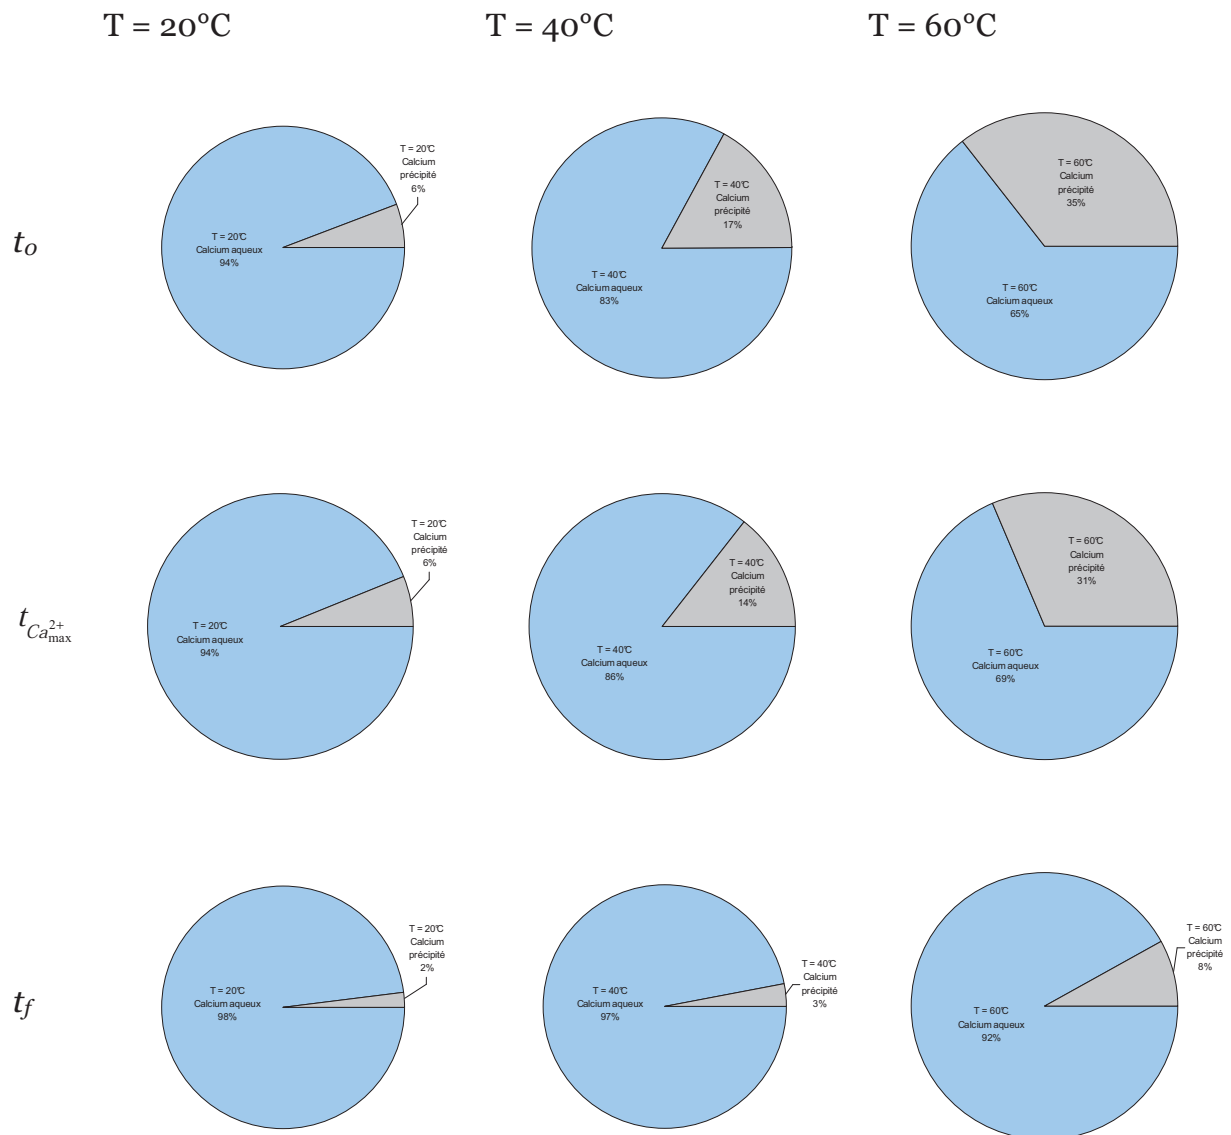 T = 20°C
T = 40°C
T = 60°C
to
T = 20°C
Calcium
précipité
6%
T = 20°C
Calcium aqueux
94%
T = 40°C
Calcium
précipité
17%
T = 40°C
Calcium aqueux
83%
T = 60°C
Calcium
précipité
35%
T = 60°C
Calcium aqueux
65%
t Ca2+ max
T = 20°C
Calcium
précipité
6%
T = 20°C
Calcium aqueux
94%
T = 40°C
Calcium
précipité
14%
T = 40°C
Calcium aqueux
86%
T = 60°C
Calcium
précipité
31%
T = 60°C
Calcium aqueux
69%
tf
T = 20°C
Calcium
précipité
2%
T = 20°C
Calcium aqueux
98%
T = 40°C
Calcium
précipité
3%
T = 40°C
Calcium aqueux
97%
T = 60°C
Calcium
précipité
8%
T = 60°C
Calcium aqueux
92%